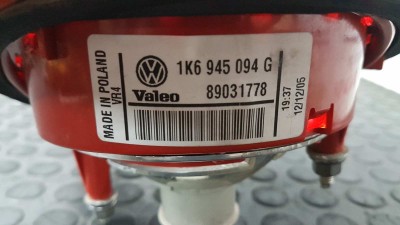 MADE IN POLAND
VR4
1K6 945 094 G
Valeo
89031778
19:37
12/12/05